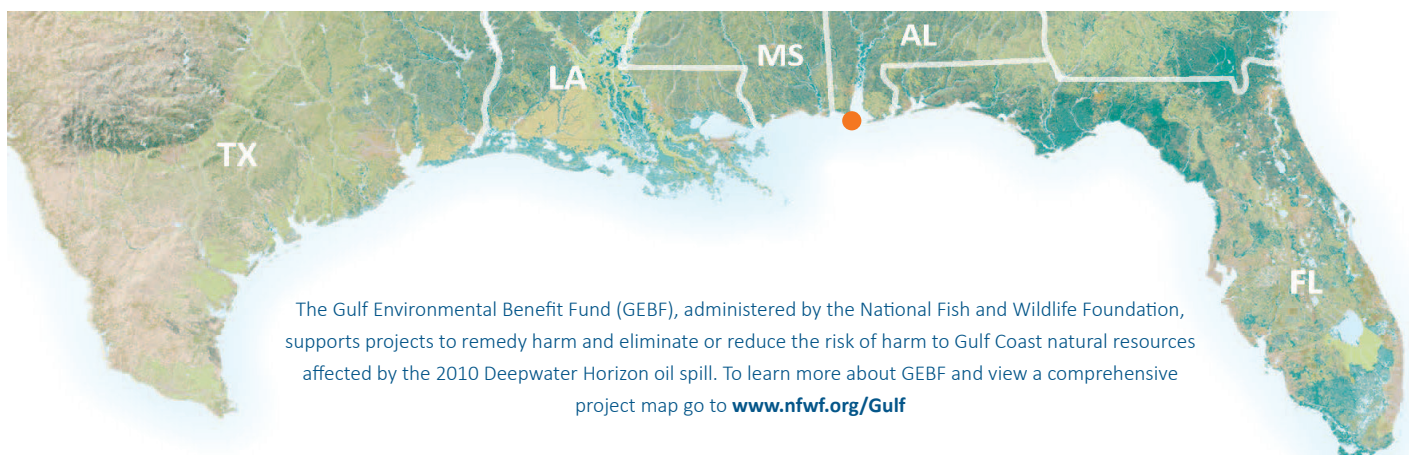 AL
MS
LA
TX
FL
The Gulf Environmental Benefit Fund (GEBF), administered by the National Fish and Wildlife Foundation,
supports projects to remedy harm and eliminate or reduce the risk of harm to Gulf Coast natural resources
affected by the 2010 Deepwater Horizon oil spill. To learn more about GEBF and view a comprehensive
project map go to www.nfwf.org/Gulf